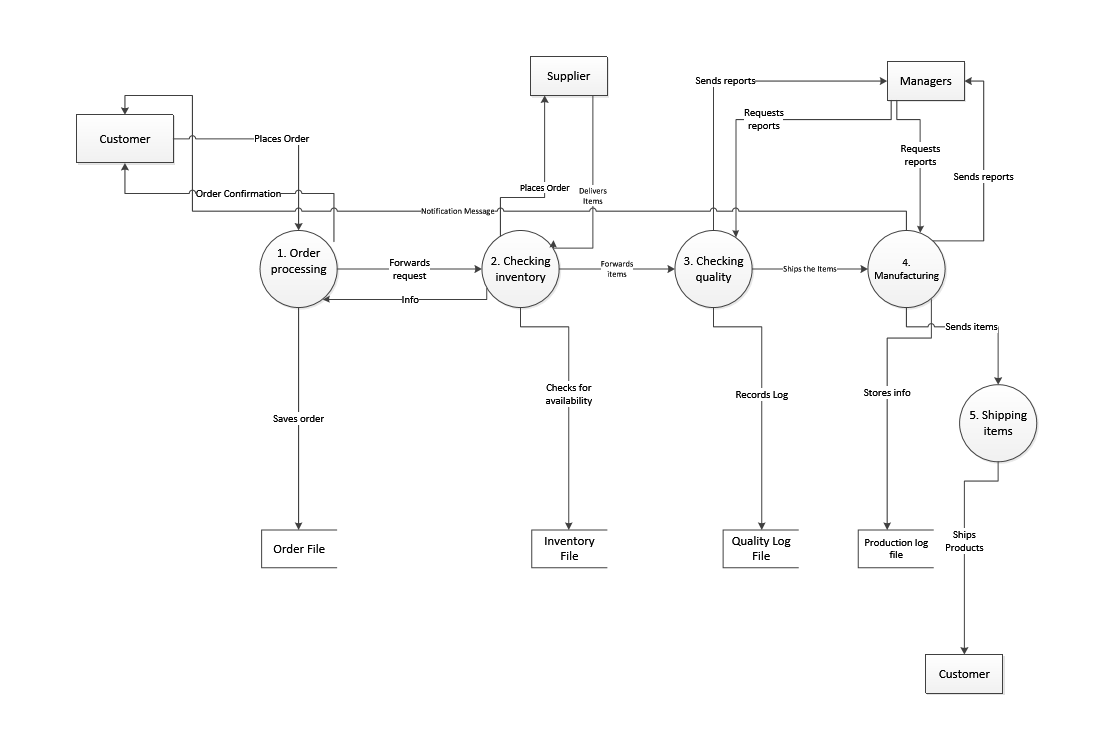 Supplier
Sends reports
Managers
Requests
reports
Customer
Places Order
Requests
reports
Sends reports
Places Order
Delivers
Items
Order Confirmation
Notification Message
1. Order
processing
Forwards
request
2. Checking
inventory
Forwards
items
3. Checking
quality
Ships the Items
4.
Manufacturing
Info
Sends items
Checks for
availability
Records Log
Stores info
Saves order
5. Shipping
items
Order File
Inventory
File
Quality Log
File
Production log
file
Ships
Products
Customer